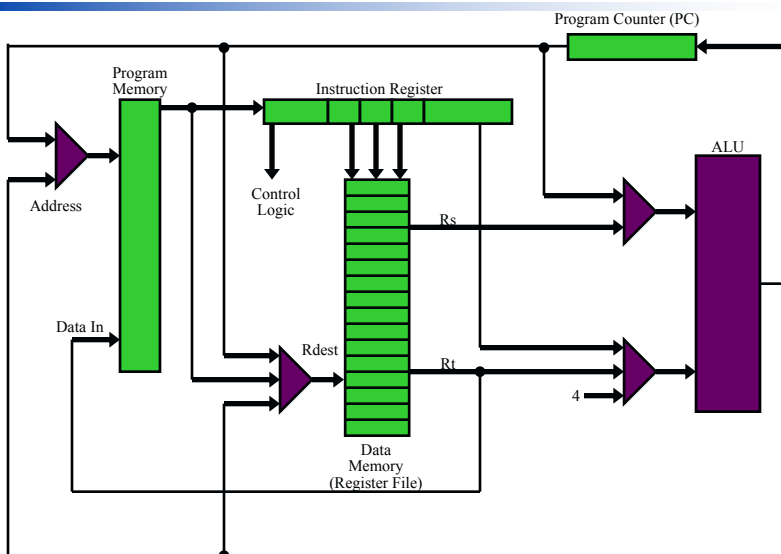 Program Counter (PC)
Program
Memory
Instruction Register
ALU
Address
Control
Logic
Rs
Data In
Rdest
Rt
4
Data
Memory
(Register File)